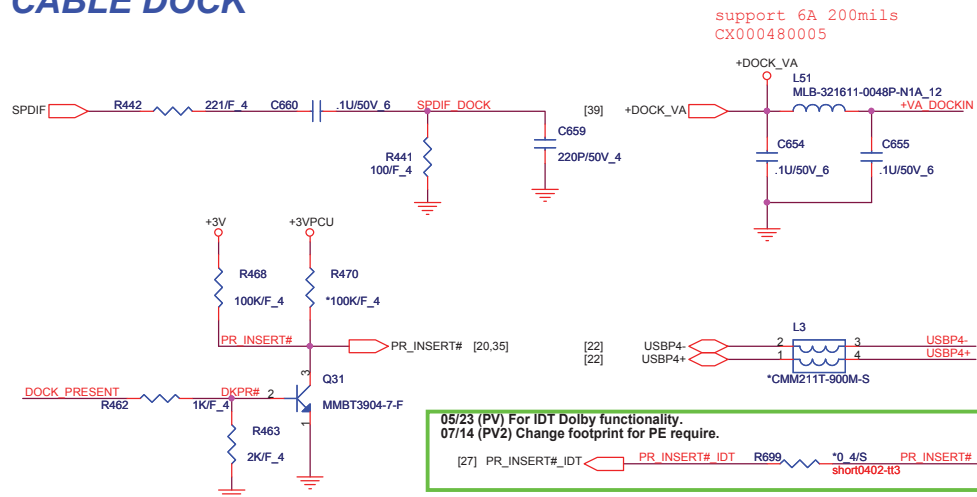 CABLE DOCK
support 6A 200mils
CX000480005
+DOCK_VA
L51
MLB-321611-0048P-N1A_12
SPDIF
R442
221/F_4
C660
.1U/50V_6
SPDIF_DOCK
[39]
+DOCK_VA
+VA_DOCKIN
R441
100/F_4
C659
220P/50V_4
C654
.1U/50V_6
C655
.1U/50V_6
+3V
+3VPCU
R468
100K/F_4
R470
*100K/F_4
PR_INSERT#
PR_INSERT# [20,35]
[22] USBP4-
[22] USBP4+
L3
2
3
1
4
USBP4-
USBP4+
*CMM211T-900M-S
DOCK_PRESENT
R462
1K/F_4
DKPR#
2
3
1
Q31
MMBT3904-7-F
R463
2K/F_4
05/23 (PV) For IDT Dolby functionality.
07/14 (PV2) Change footprint for PE require.
[27] PR_INSERT#_IDT
PR_INSERT#_IDT
R699
*0_4/S
short0402-tt3
PR_INSERT#